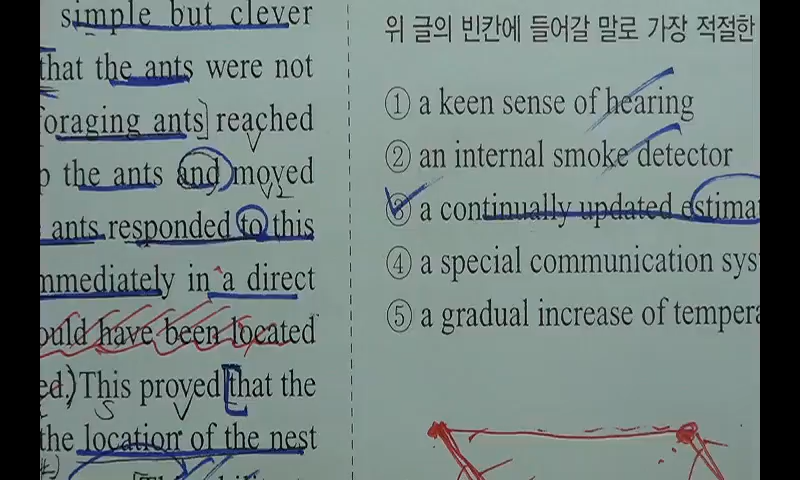 simple but clever
that the ants were not
foraging ants] reached
the ants and moved
ants responded to this
immediately in a direct
ould have been located
ed.) This proved that the
S V
the location of the nest
위 글의 빈칸에 들어갈 말로 가장 적절한
① a keen sense of hearing
② an internal smoke detector
③ a continually updated estima
④ a special communication sys
⑤ a gradual increase of tempera